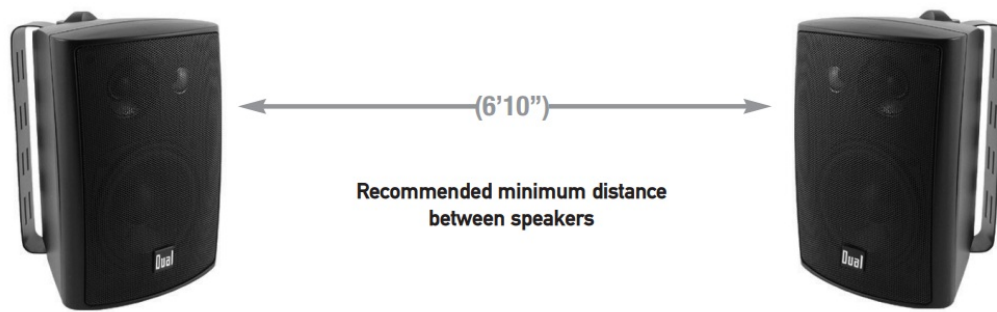 (6'10”)
Recommended minimum distance
between speakers
Dual
Dual